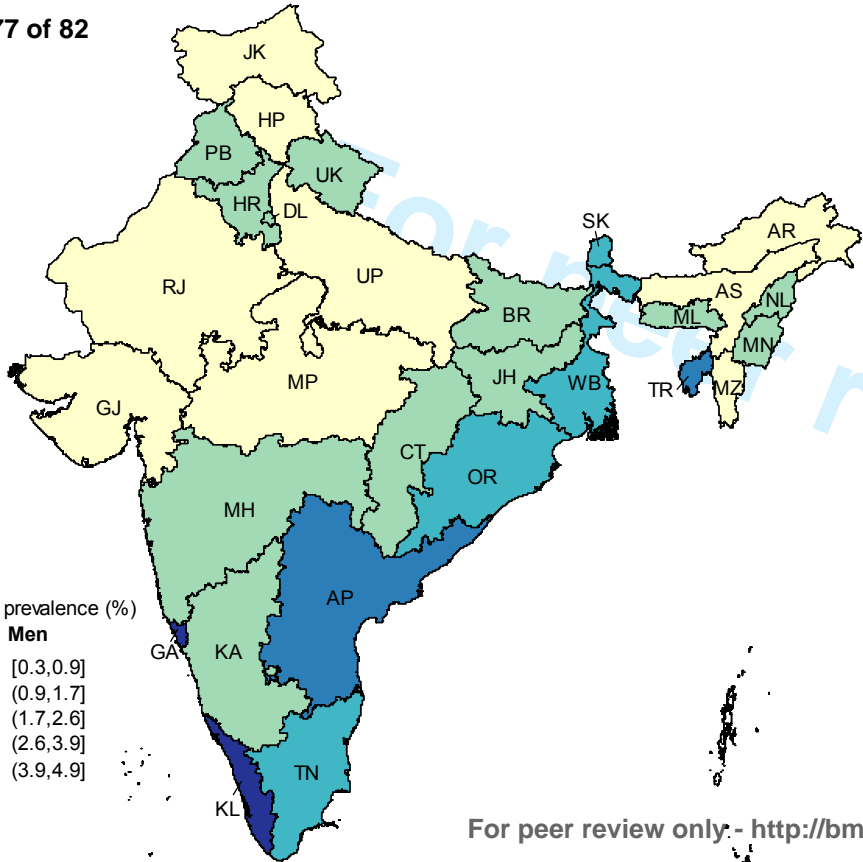 77 of 82
JK
HP
PB
UK
HR
DL
SK
AR
RJ
UP
AS
NL
BR
ML
MN
MP
JH
WB
TR
MZ
GJ
CT
OR
MH
AP
prevalence (%)
Men
GA
KA
[0.3,0.9]
(0.9,1.7]
(1.7,2.6]
(2.6,3.9]
(3.9,4.9]
TN
KL
For peer r
For peer review only - http://bm